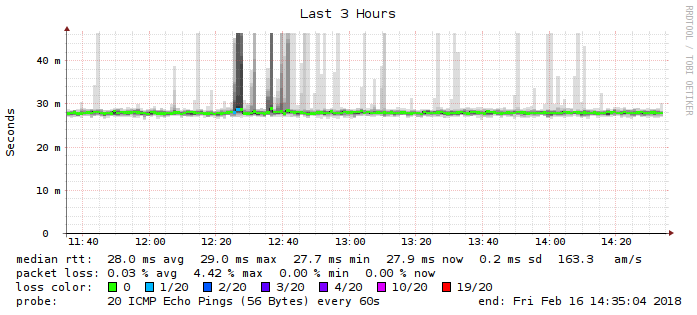 Last 3 Hours
RRDTOOL / TOBI OETIKER
Seconds
40 m
30 m
20 m
10 m
0
11:40 12:00 12:20 12:40 13:00 13:20 13:40 14:00 14:20
median rtt: 28.0 ms avg 29.0 ms max 27.7 ms min 27.9 ms now 0.2 ms sd 163.3 am/s
packet loss: 0.03 % avg 4.42 % max 0.00 % min 0.00 % now
loss color: 0 1/20 2/20 3/20 4/20 10/20 19/20
probe: 20 ICMP Echo Pings (56 Bytes) every 60s end: Fri Feb 16 14:35:04 2018